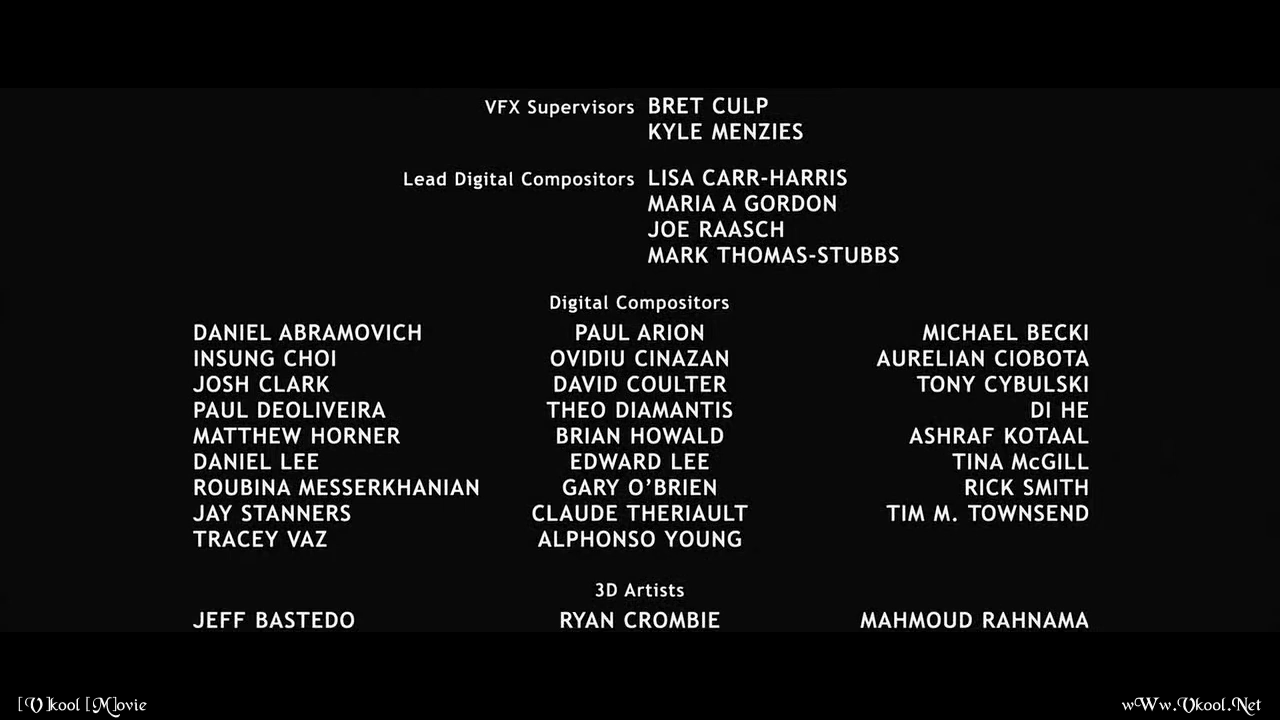 VFX Supervisors BRET CULP
KYLE MENZIES
Lead Digital Compositors LISA CARR-HARRIS
MARIA A GORDON
JOE RAASCH
MARK THOMAS-STUBBS
Digital Compositors
DANIEL ABRAMOVICH PAUL ARION MICHAEL BECKI
INSUNG CHOI OVIDIU CINAZAN AURELIAN CIOBOTA
JOSH CLARK DAVID COULTER TONY CYBULSKI
PAUL DEOLIVEIRA THEO DIAMANTIS DI HE
MATTHEW HORNER BRIAN HOWALD ASHRAF KOTAAL
DANIEL LEE EDWARD LEE TINA McGILL
ROUBINA MESSERKHANIAN GARY O’BRIEN RICK SMITH
JAY STANNERS CLAUDE THERIAULT TIM M. TOWNSEND
TRACEY VAZ ALPHONSO YOUNG
3D Artists
JEFF BASTEDO RYAN CROMBIE MAHMOUD RAHNAMA
[V]kool [M]ovie wWw.Vkool.Net